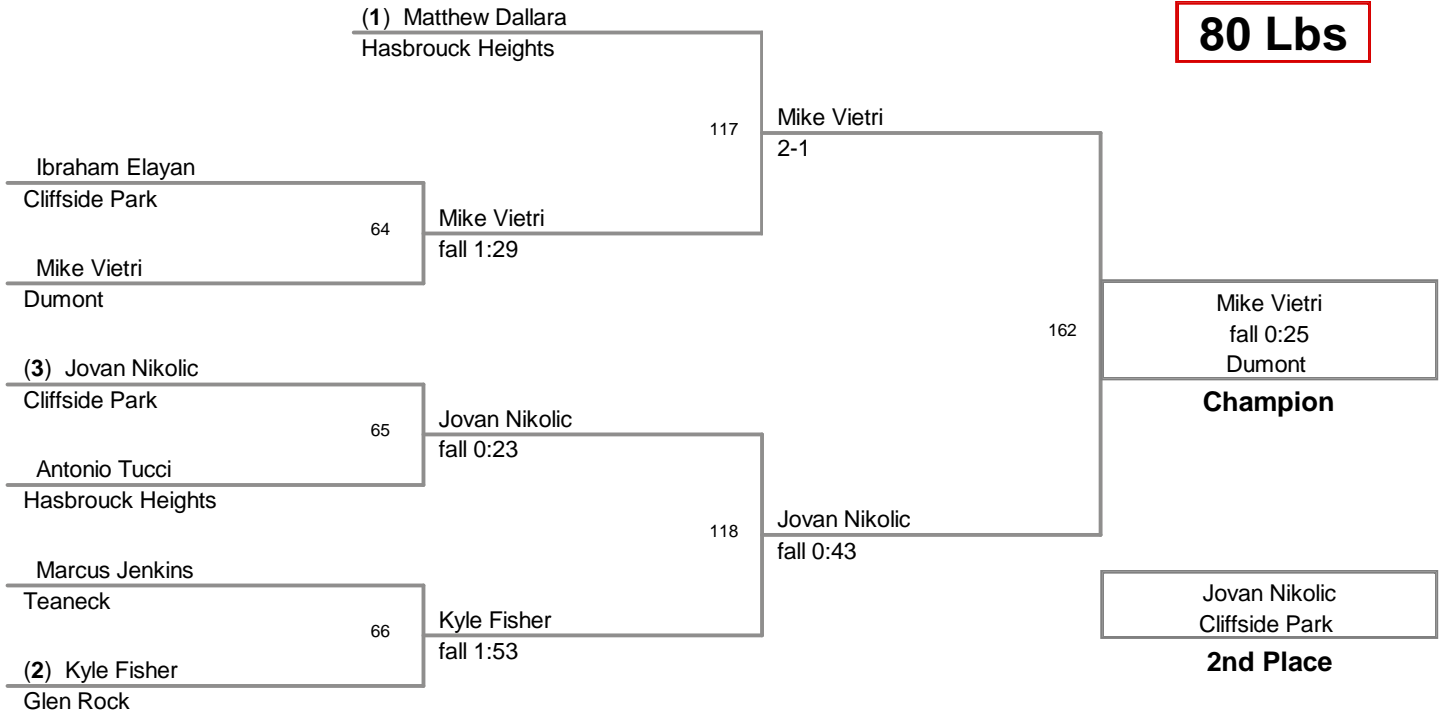 (1) Matthew Dallara
Hasbrouck Heights
80 Lbs
117
Mike Vietri
2-1
Ibraham Elayan
Cliffside Park
64
Mike Vietri
fall 1:29
Mike Vietri
Dumont
162
Mike Vietri
fall 0:25
Dumont
Champion
(3) Jovan Nikolic
Cliffside Park
65
Jovan Nikolic
fall 0:23
Antonio Tucci
Hasbrouck Heights
118
Jovan Nikolic
fall 0:43
Marcus Jenkins
Teaneck
66
Kyle Fisher
fall 1:53
(2) Kyle Fisher
Glen Rock
Jovan Nikolic
Cliffside Park
2nd Place